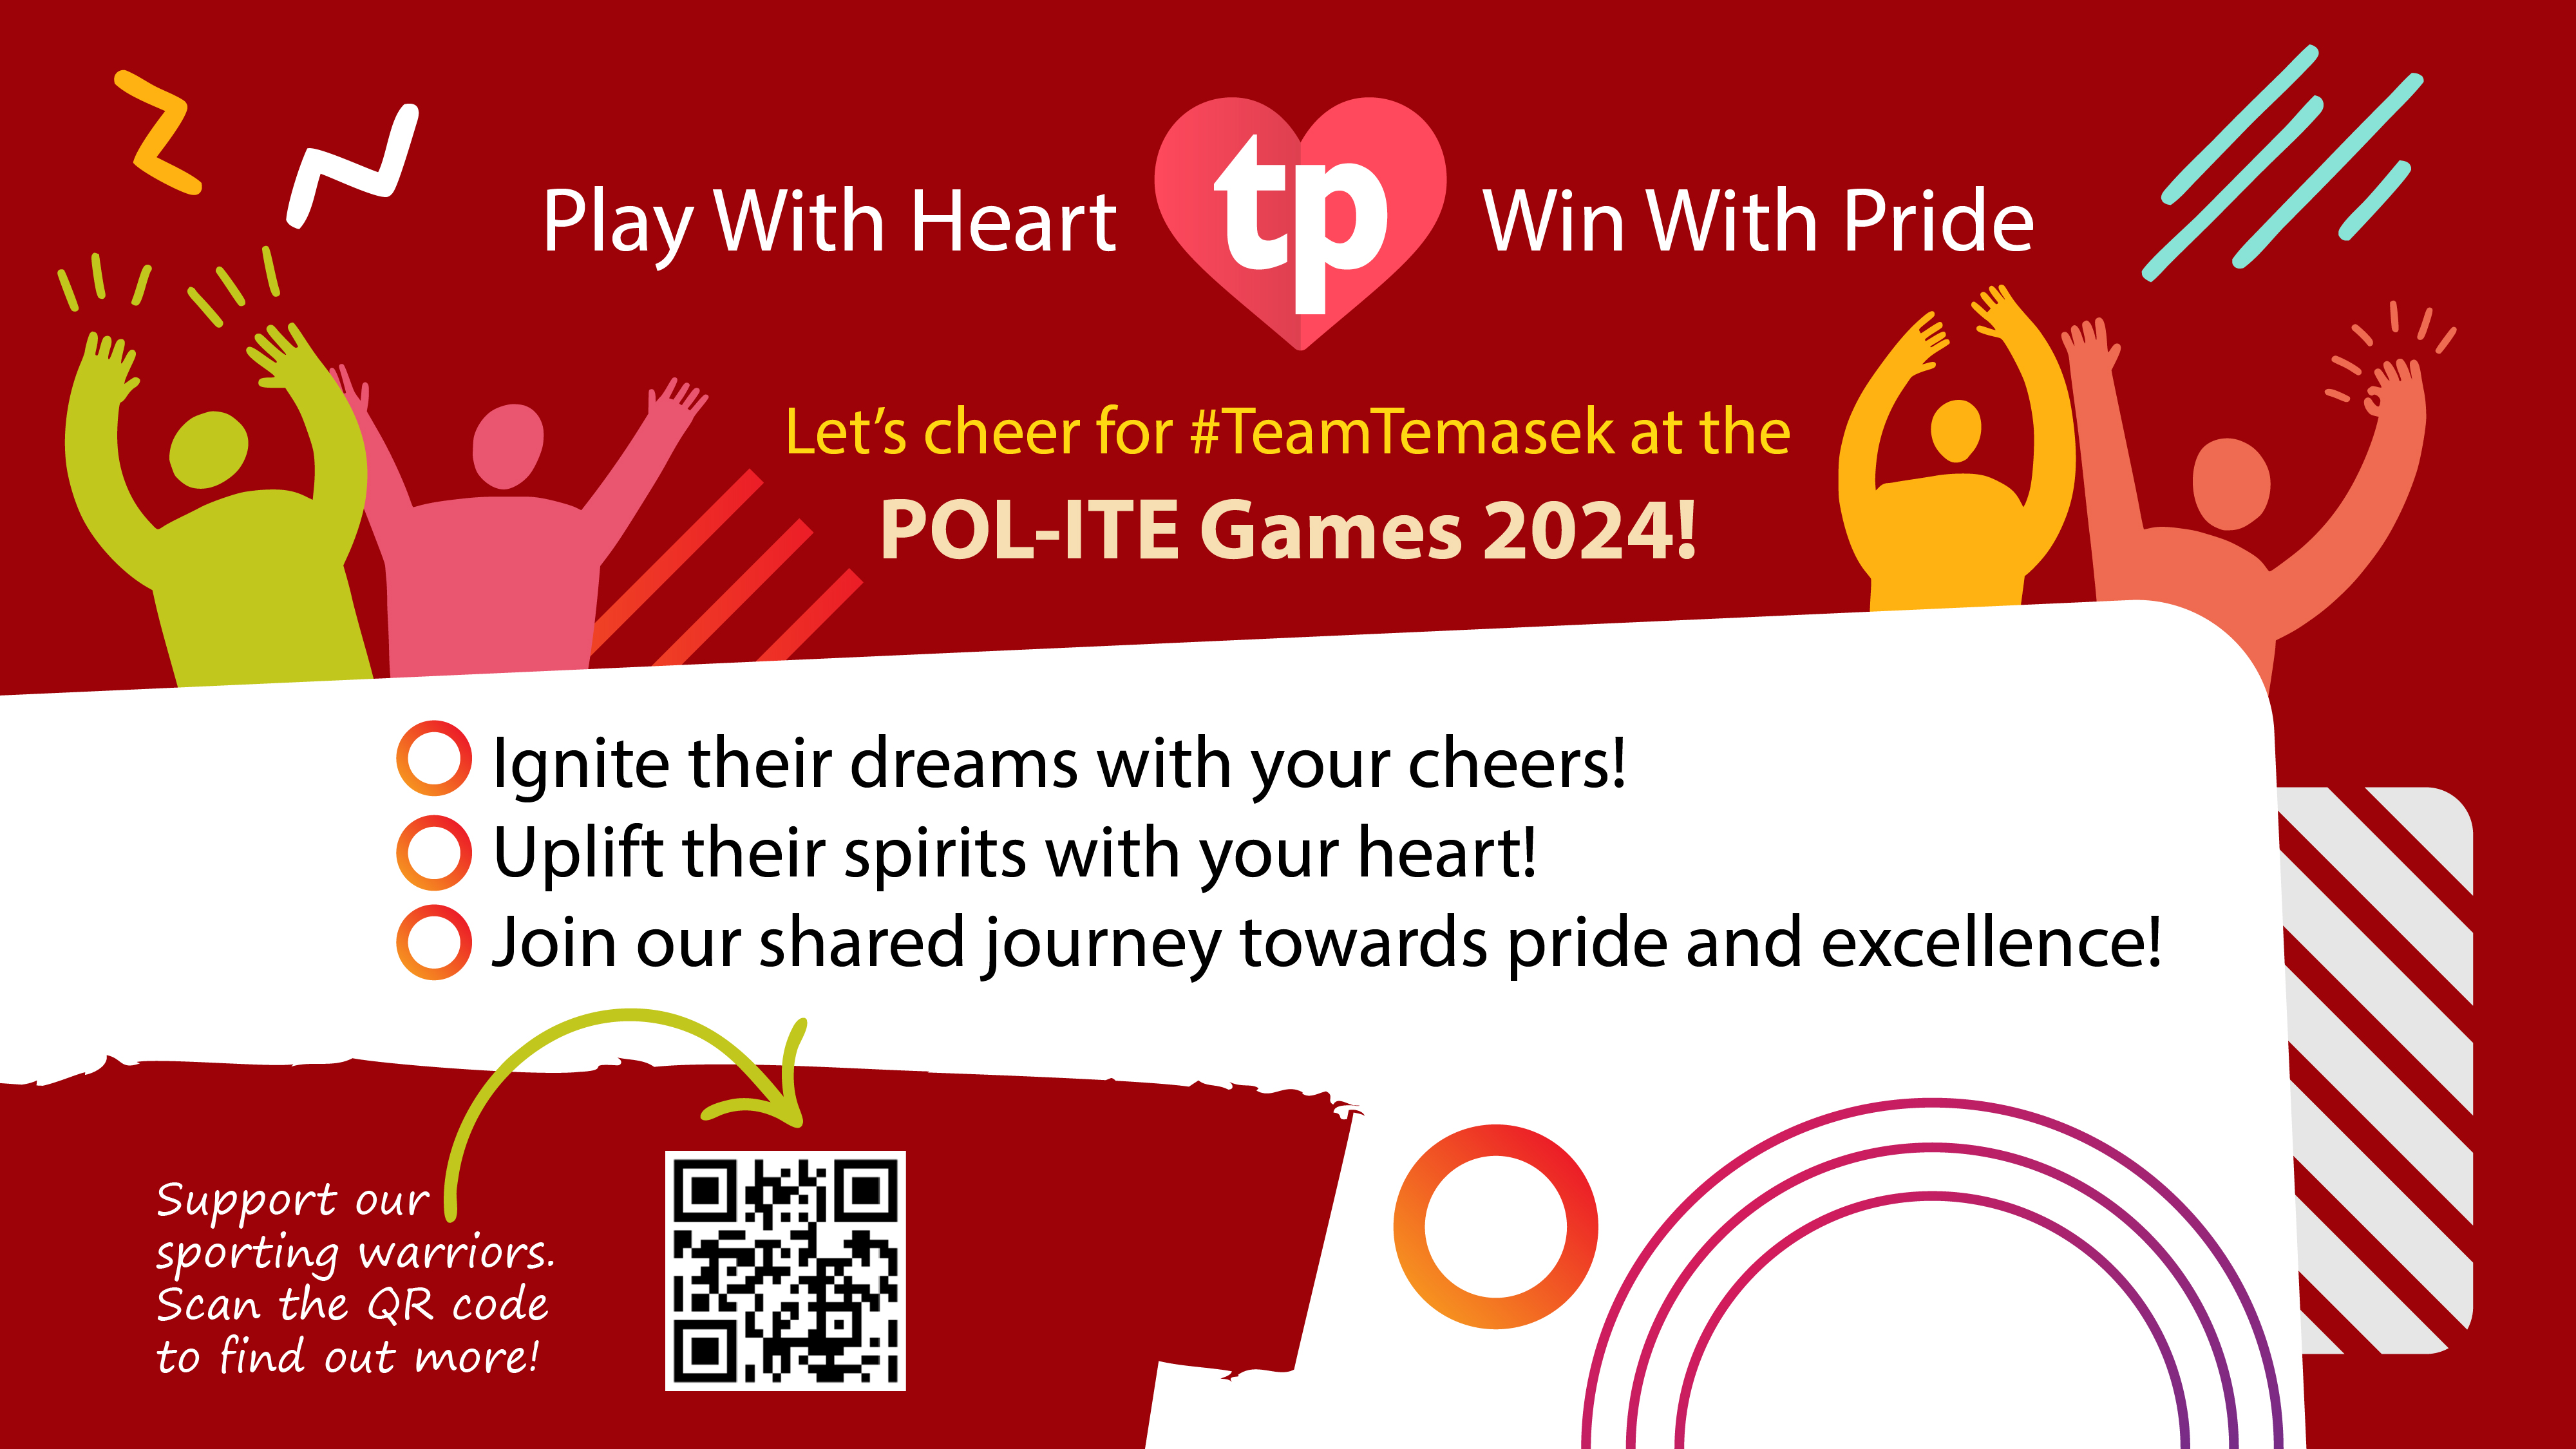 Play With Heart tp Win With Pride
Let’s cheer for #TeamTemasek at the
POL-ITE Games 2024!
Ignite their dreams with your cheers!
Uplift their spirits with your heart!
Join our shared journey towards pride and excellence!
Support our
sporting warriors.
Scan the QR code
to find out more!